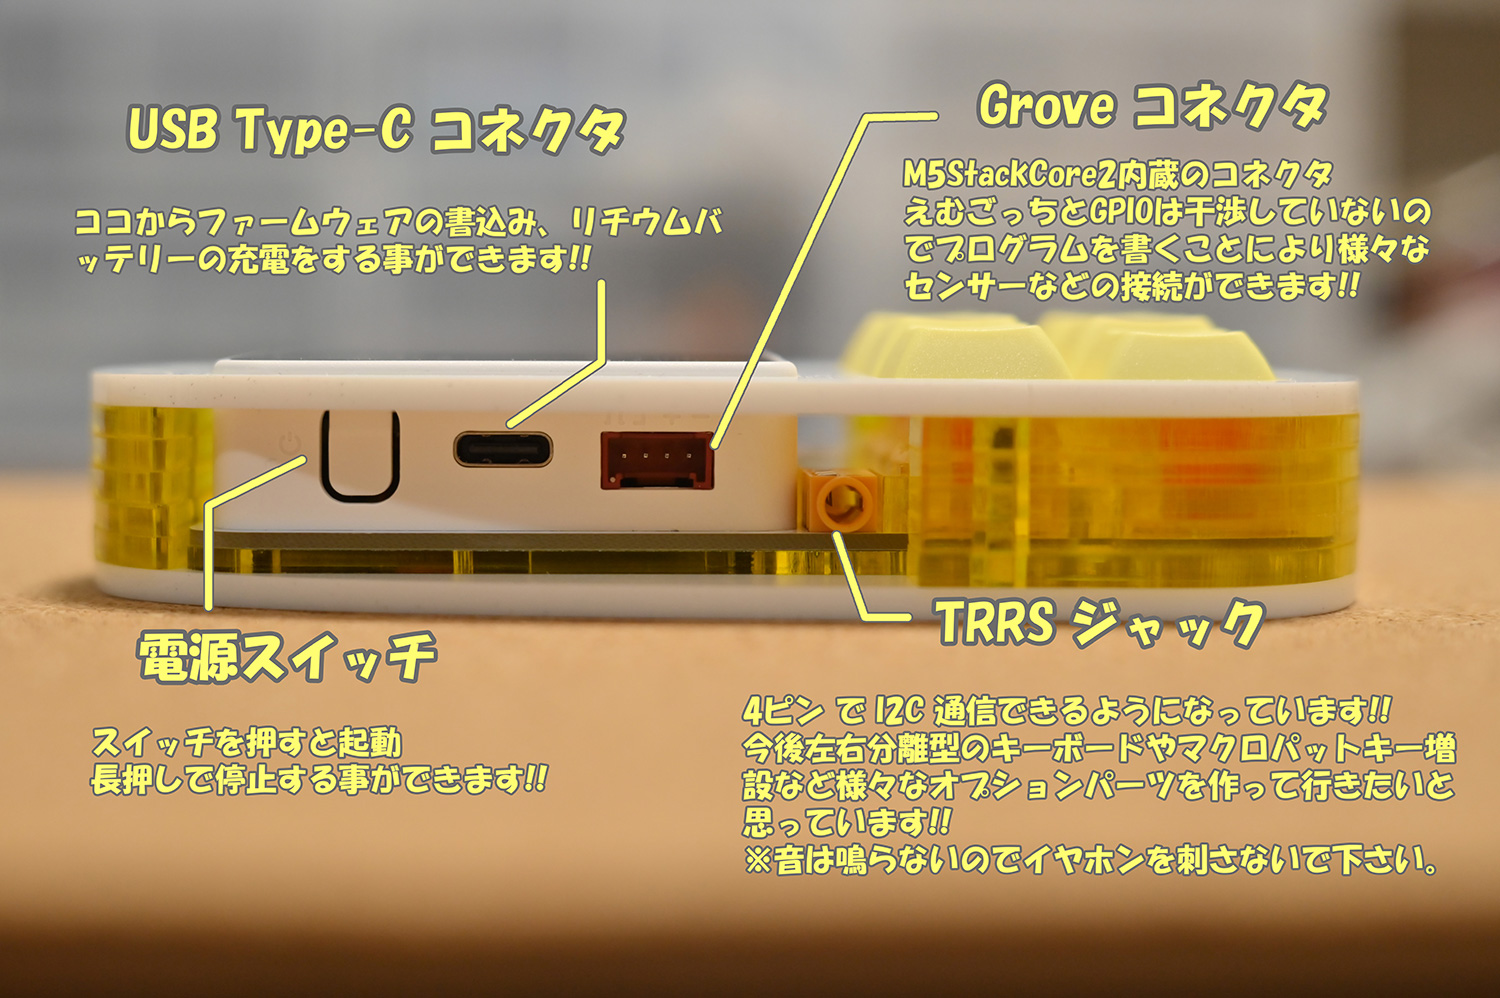 USB Type-C コネクタ
ココからファームウェアの書込み、リチウムバ
ッテリーの充電をする事ができます!!
Grove コネクタ
M5StackCore2内蔵のコネクタ
えむごっちとGPIOは干渉していないの
でプログラムを書くことにより様々な
センサーなどの接続ができます!!
電源スイッチ
スイッチを押すと起動
長押しで停止する事ができます!!
TRRS ジャック
4ピン で I2C 通信できるようになっています!!
今後左右分離型のキーボードやマクロパットキー増
設など様々なオプションパーツを作って行きたいと
思っています!!
※音は鳴らないのでイヤホンを刺さないで下さい。